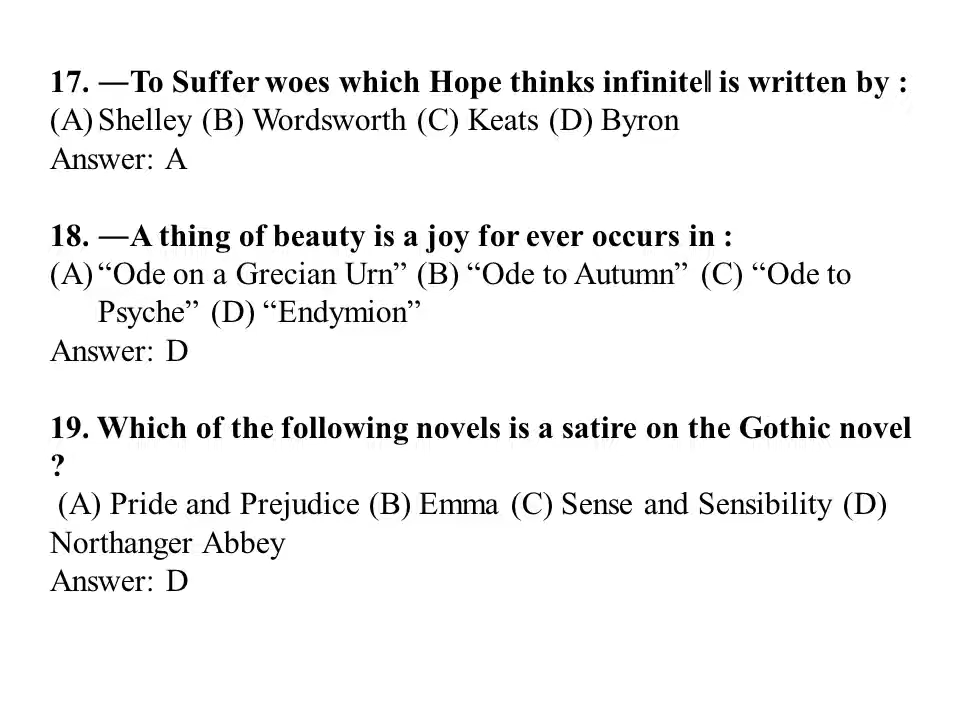 17. ―To Suffer woes which Hope thinks infinite‖ is written by :
(A) Shelley (B) Wordsworth (C) Keats (D) Byron
Answer: A
18. ―A thing of beauty is a joy for ever occurs in :
(A) “Ode on a Grecian Urn” (B) “Ode to Autumn” (C) “Ode to
Psyche” (D) “Endymion”
Answer: D
19. Which of the following novels is a satire on the Gothic novel
?
(A) Pride and Prejudice (B) Emma (C) Sense and Sensibility (D)
Northanger Abbey
Answer: D